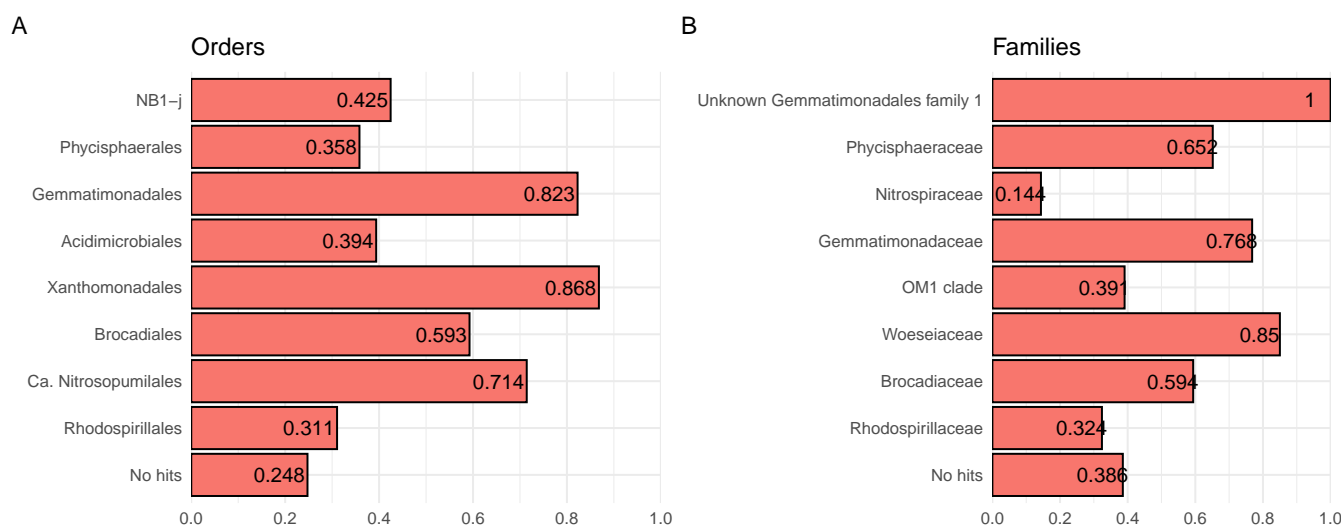 A
Orders
NB1−j 0.425
Phycisphaerales 0.358
Gemmatimonadales 0.823
Acidimicrobiales 0.394
Xanthomonadales 0.868
Brocadiales 0.593
Ca. Nitrosopumilales 0.714
Rhodospirillales 0.311
No hits 0.248
0.0 0.2 0.4 0.6 0.8 1.0
B
Families
Unknown Gemmatimonadales family 1 1
Phycisphaeraceae 0.652
Nitrospiraceae 0.144
Gemmatimonadaceae 0.768
OM1 clade 0.391
Woeseiaceae 0.85
Brocadiaceae 0.594
Rhodospirillaceae 0.324
No hits 0.386
0.0 0.2 0.4 0.6 0.8 1.0